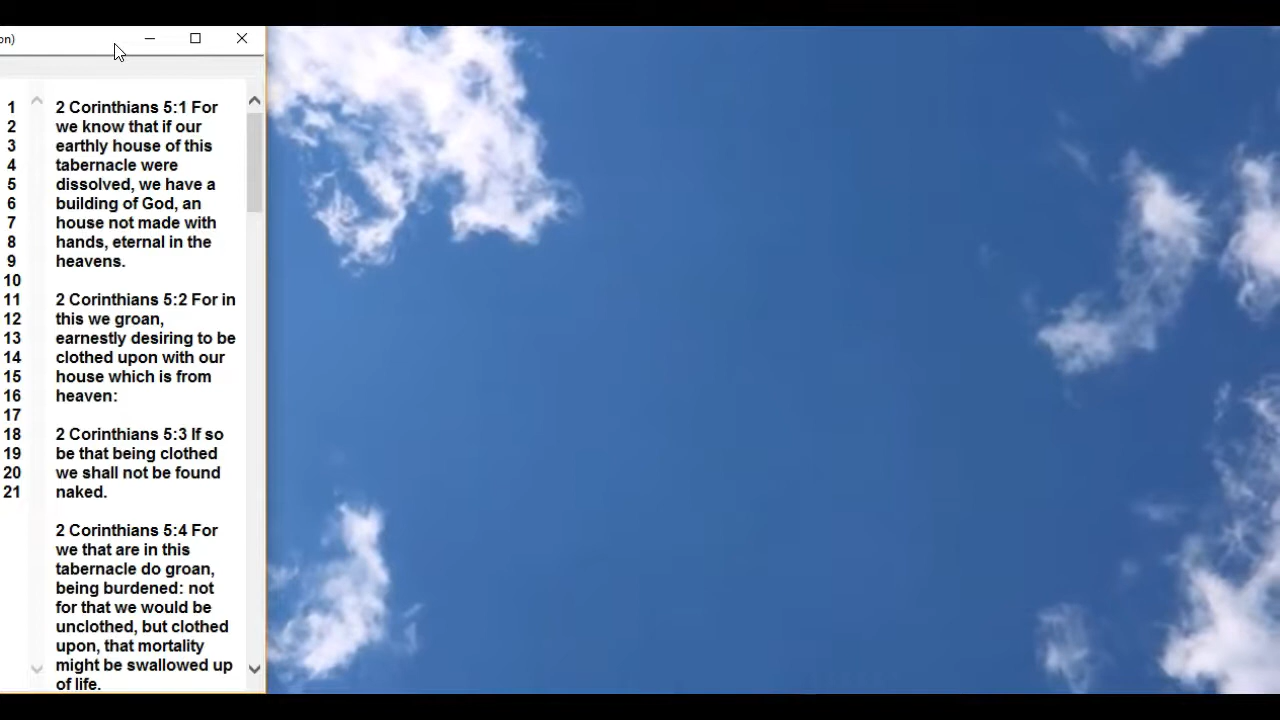 on)
1
2
3
4
5
6
7
8
9
10
11
12
13
14
15
16
17
18
19
20
21
2 Corinthians 5:1 For
we know that if our
earthly house of this
tabernacle were
dissolved, we have a
building of God, an
house not made with
hands, eternal in the
heavens.
2 Corinthians 5:2 For in
this we groan,
earnestly desiring to be
clothed upon with our
house which is from
heaven:
2 Corinthians 5:3 If so
be that being clothed
we shall not be found
naked.
2 Corinthians 5:4 For
we that are in this
tabernacle do groan,
being burdened: not
for that we would be
unclothed, but clothed
upon, that mortality
might be swallowed up
of life.